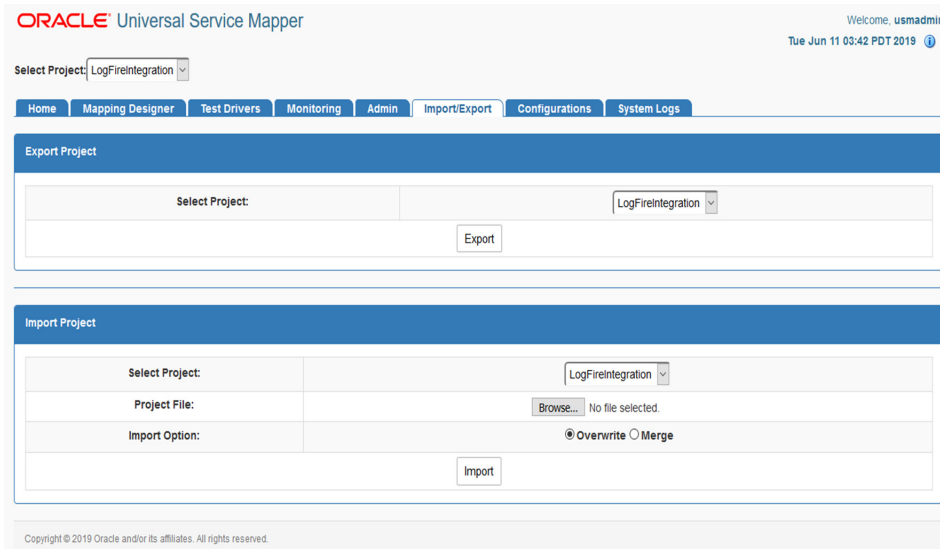 ORACLE® Universal Service Mapper
Welcome, usmadmin
Tue Jun 11 03:42 PDT 2019
Select Project: LogFireIntegration
Home Mapping Designer Test Drivers Monitoring Admin Import/Export Configurations System Logs
Export Project
Select Project: LogFireIntegration
Export
Import Project
Select Project: LogFireIntegration
Project File: Browse... No file selected.
Import Option: Overwrite Merge
Import
Copyright © 2019 Oracle and/or its affiliates. All rights reserved.